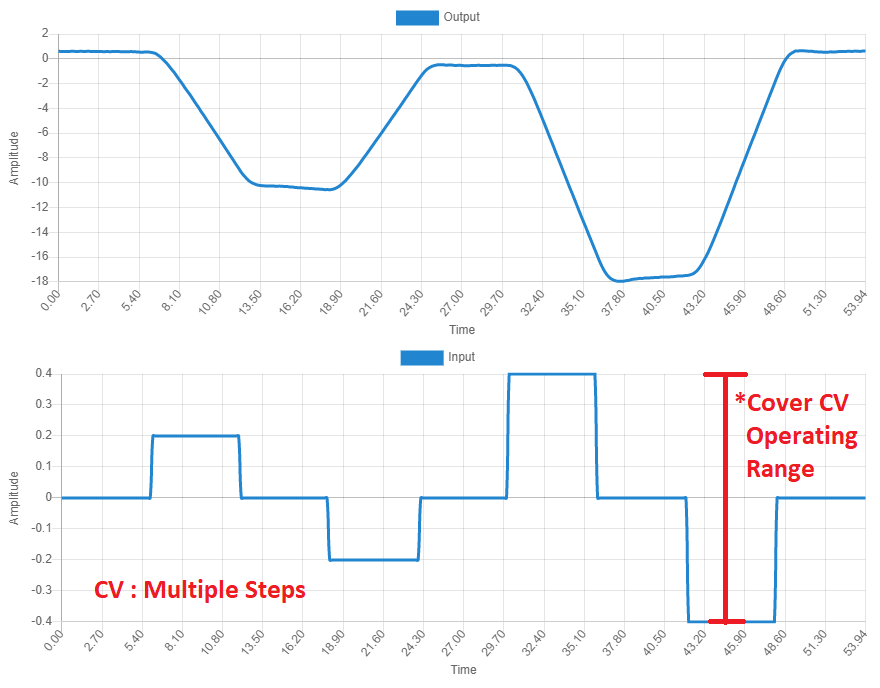 Output
2
0
-2
-4
-6
-8
-10
-12
-14
-16
-18
Amplitude
0.00 2.70 5.40 8.10 10.80 13.50 16.20 18.90 21.60 24.30 27.00 29.70 32.40 35.10 37.80 40.50 43.20 45.90 48.60 51.30 53.94
Time
Input
0.4
0.3
0.2
0.1
0
-0.1
-0.2
-0.3
-0.4
Amplitude
*Cover CV
Operating
Range
CV : Multiple Steps
0.00 2.70 5.40 8.10 10.80 13.50 16.20 18.90 21.60 24.30 27.00 29.70 32.40 35.10 37.80 40.50 43.20 45.90 48.60 51.30 53.94
Time